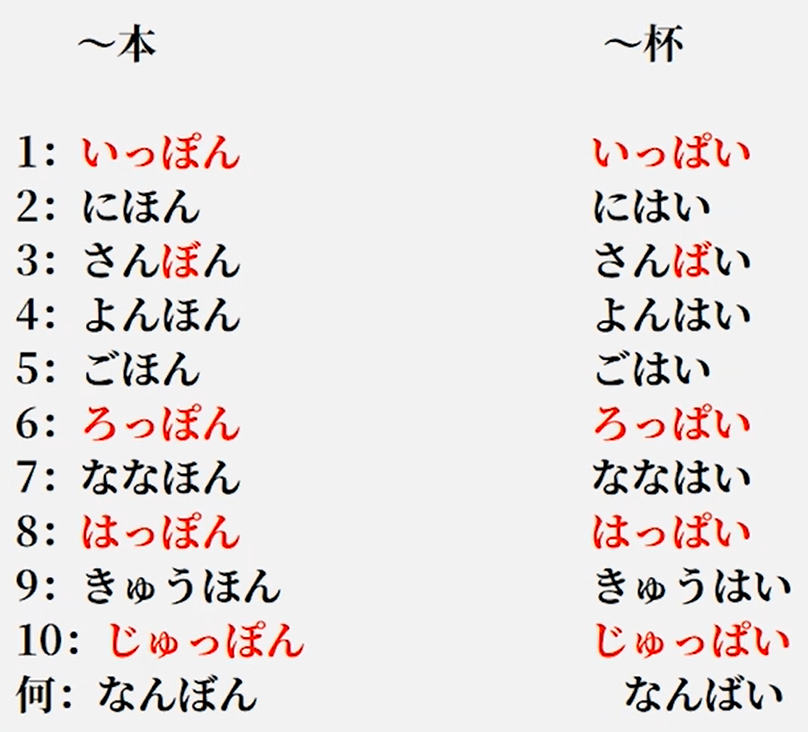 ～本 ～杯
1：いっぽん いっぱい
2：にほん にはい
3：さんぼん さんばい
4：よんほん よんはい
5：ごほん ごはい
6：ろっぽん ろっぱい
7：ななほん ななはい
8：はっぽん はっぱい
9：きゅうほん きゅうはい
10：じゅっぽん じゅっぱい
何：なんぼん なんばい